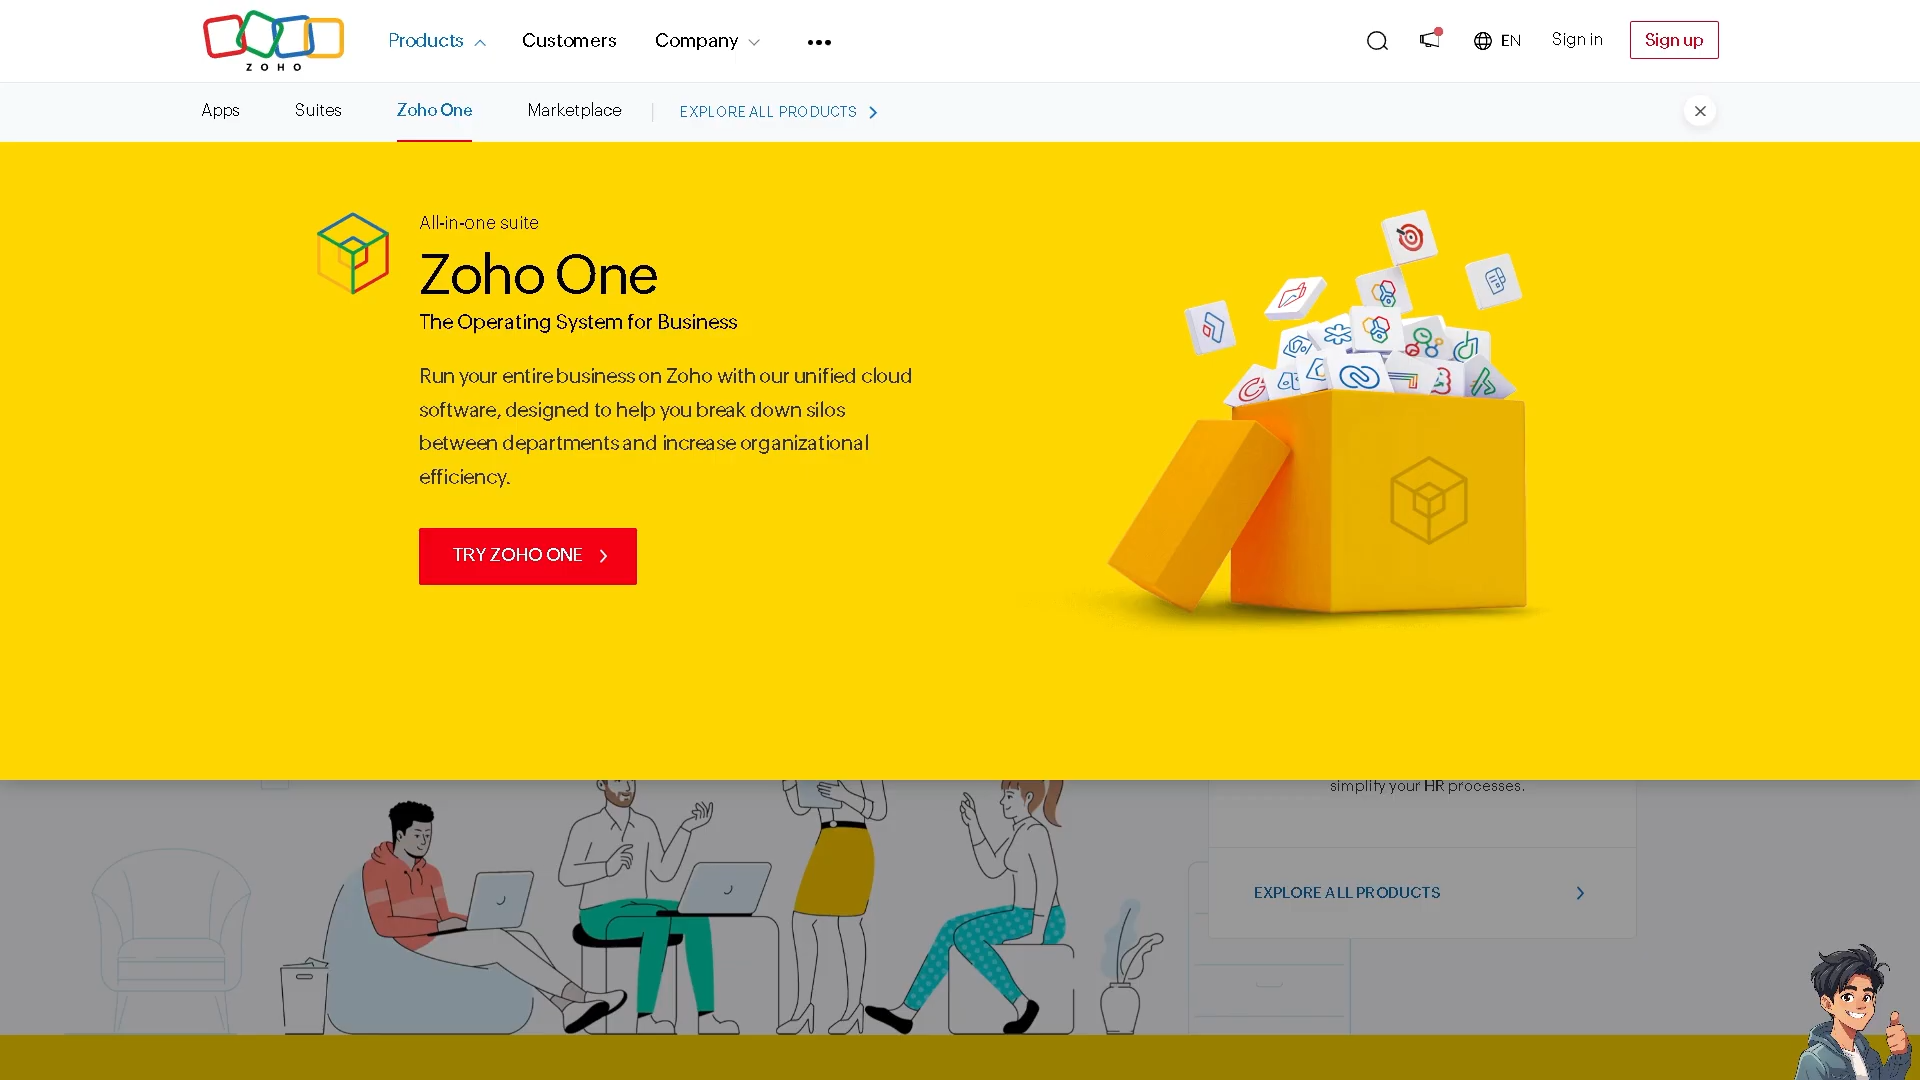 ZOHO
Products
Customers
Company
EN
Sign in
Sign up
Apps
Suites
Zoho One
Marketplace
EXPLORE ALL PRODUCTS
All-in-one suite
Zoho One
The Operating System for Business
Run your entire business on Zoho with our unified cloud
software, designed to help you break down silos
between departments and increase organizational
efficiency.
TRY ZOHO ONE
simplify your HR processes.
EXPLORE ALL PRODUCTS